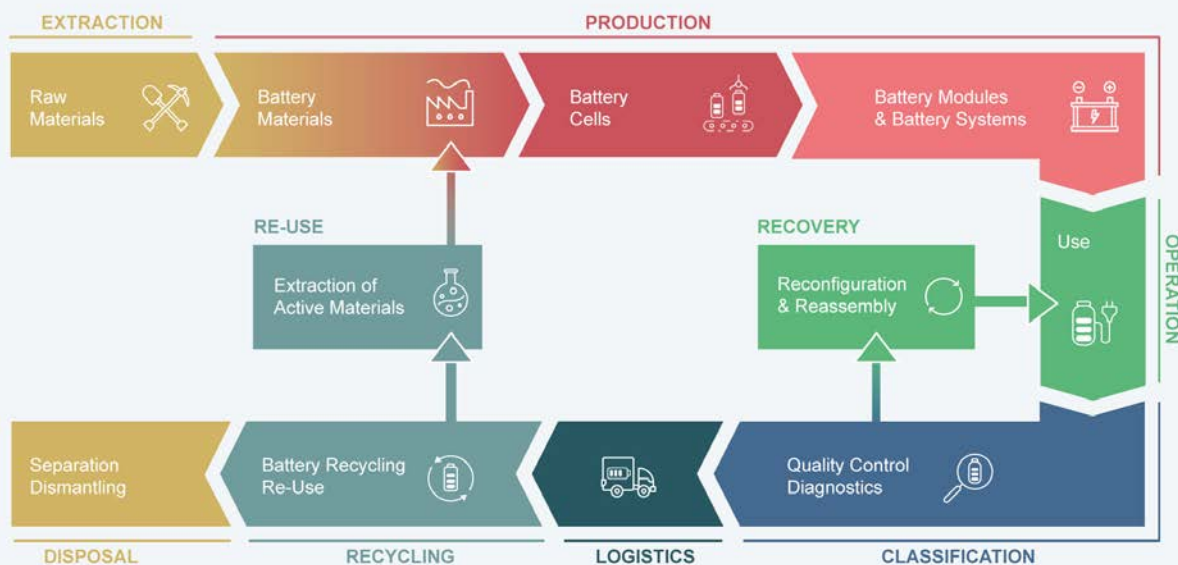 EXTRACTION
PRODUCTION
Raw
Materials
Battery
Materials
Battery
Cells
Battery Modules
& Battery Systems
RE-USE
Extraction of
Active Materials
RECOVERY
Reconfiguration
& Reassembly
Use
OPERATION
Separation
Dismantling
Battery Recycling
Re-Use
Quality Control
Diagnostics
DISPOSAL
RECYCLING
LOGISTICS
CLASSIFICATION